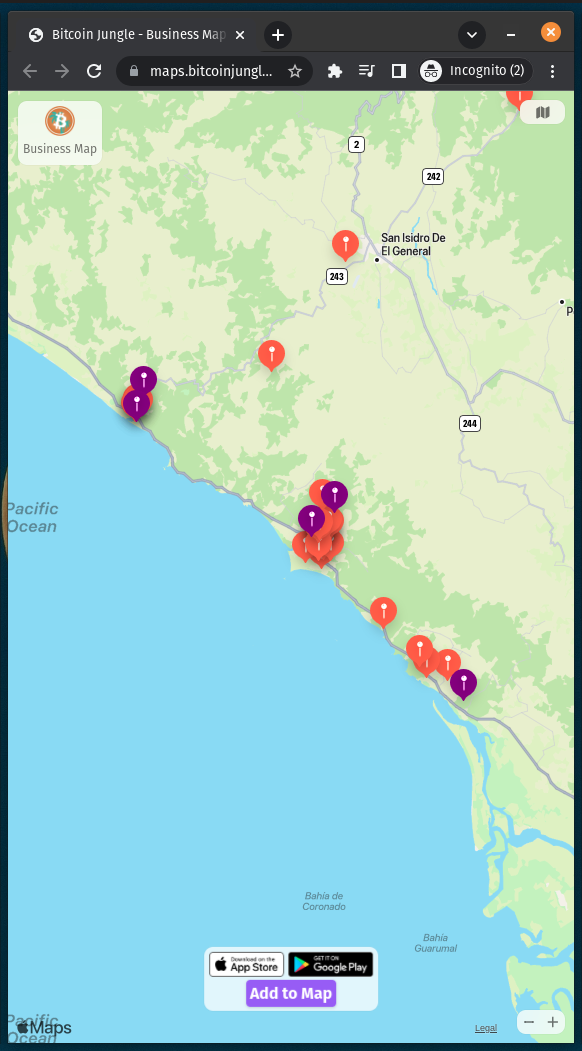 Bitcoin Jungle - Business Map
maps.bitcoinjungl...
Incognito (2)
Business Map
2
242
San Isidro De
El General
243
P
244
Pacific
Ocean
Bahía de
Coronado
Bahía
Guarumal
Download on the
App Store
GET IT ON
Google Play
Add to Map
Pacific
Ocean
Maps
Legal